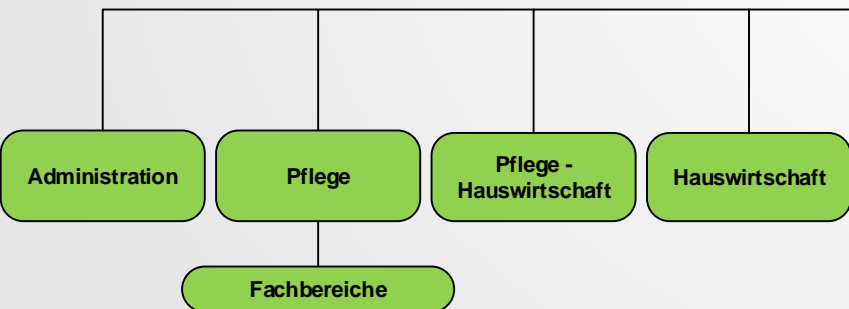 Administration
Pflege
Pflege -
Hauswirtschaft
Hauswirtschaft
Fachbereiche